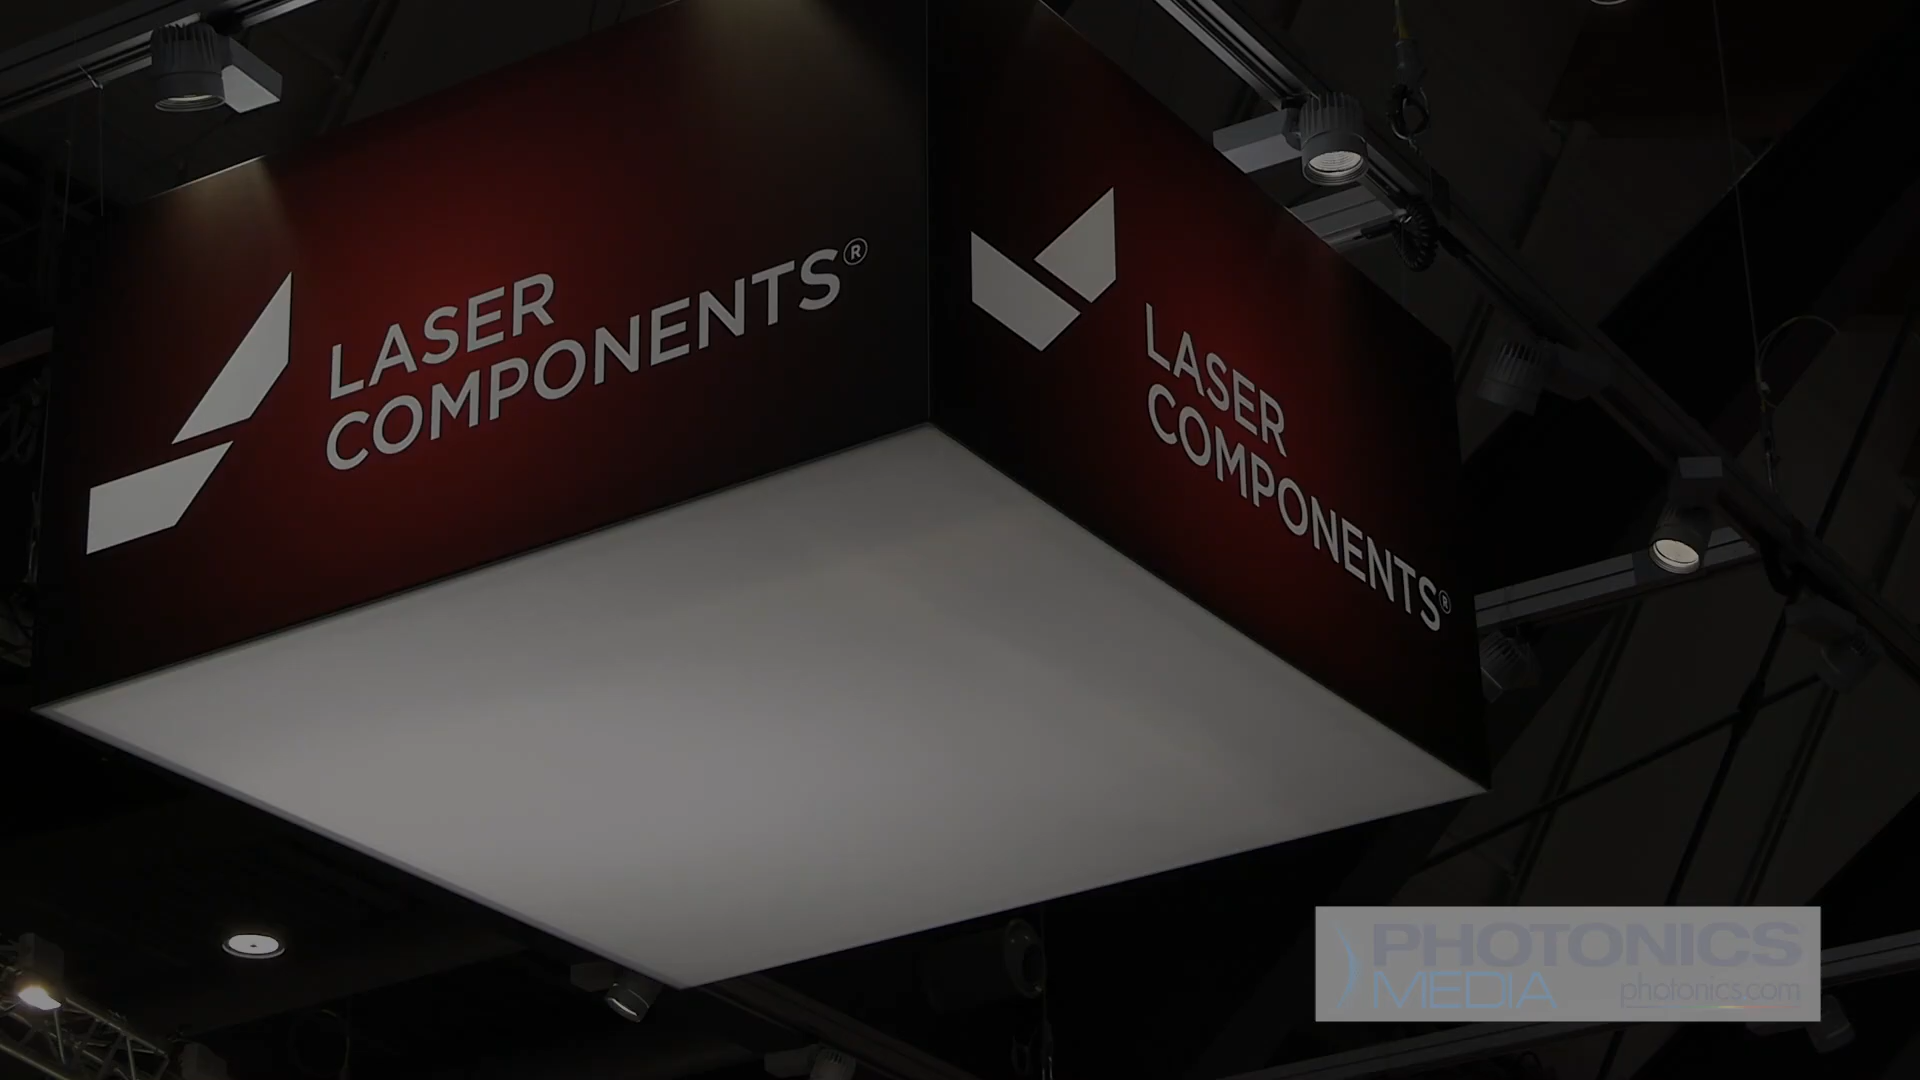 LASER
COMPONENTS®
LASER
COMPONENTS®
PHOTONICS
MEDIA photonics.com